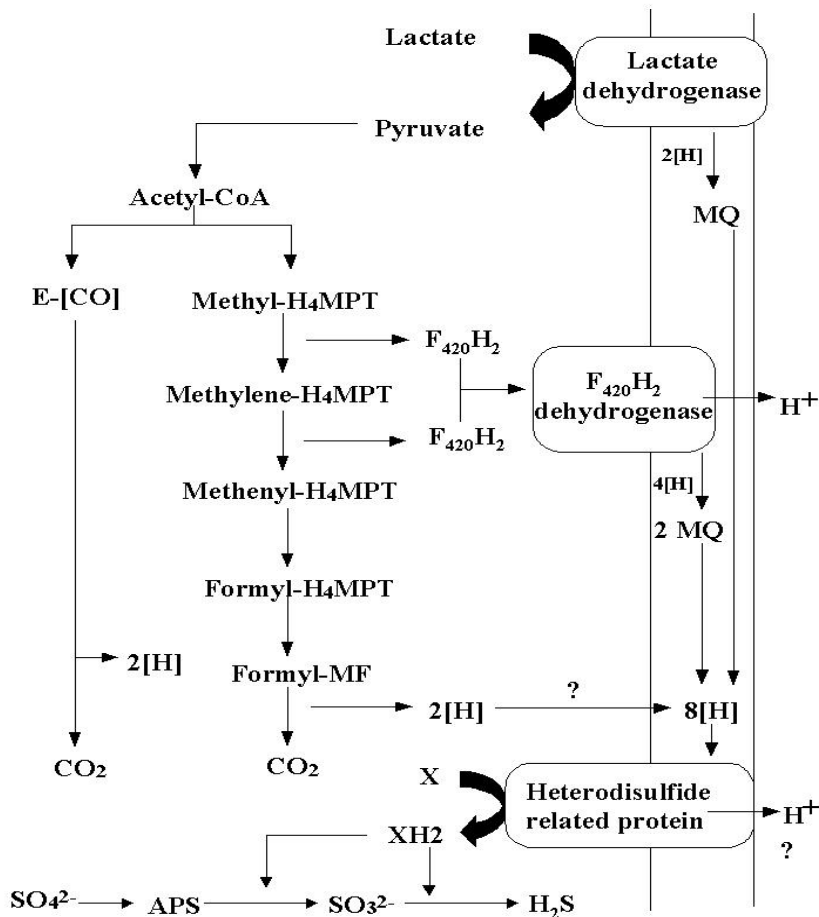 Lactate
Lactate
dehydrogenase
Pyruvate
2[H]
Acetyl-CoA
MQ
E-[CO]
Methyl-H₄MPT
F₄₂₀H₂
Methylene-H₄MPT
F₄₂₀H₂
dehydrogenase
H⁺
F₄₂₀H₂
4[H]
Methenyl-H₄MPT
2 MQ
Formyl-H₄MPT
2[H]
Formyl-MF
?
2[H]
8[H]
CO₂
CO₂
X
Heterodisulfide
related protein
H⁺
?
XH2
SO₄²⁻
APS
SO₃²⁻
H₂S